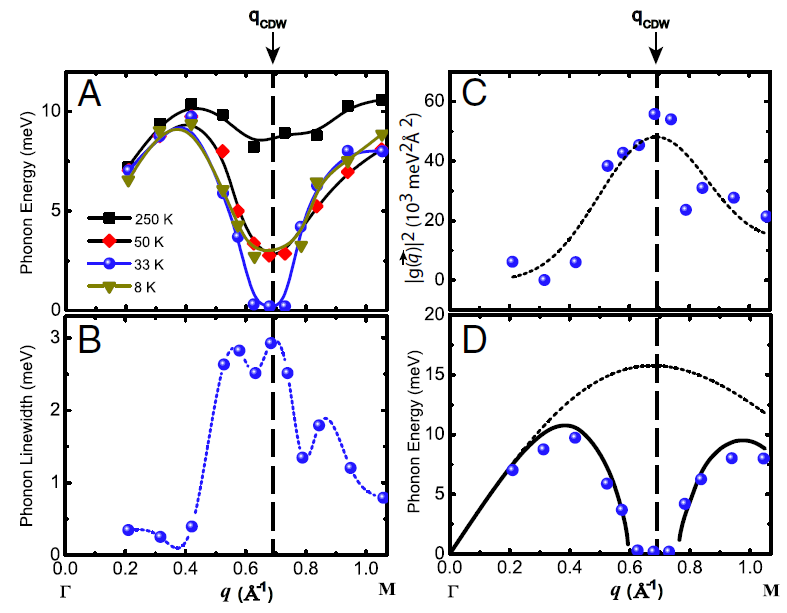 qCDW qCDW
A
Phonon Energy (meV)
10
5
0
250 K
50 K
33 K
8 K
B
Phonon Linewidth (meV)
3
2
1
0
0.0 0.2 0.4 0.6 0.8 1.0
Γ q (Å⁻¹) M
C
|g(q⃗)|² (10³ meV²Å⁻²)
60
40
20
0
D
Phonon Energy (meV)
20
15
10
5
0
0.0 0.2 0.4 0.6 0.8 1.0
Γ q (Å⁻¹) M